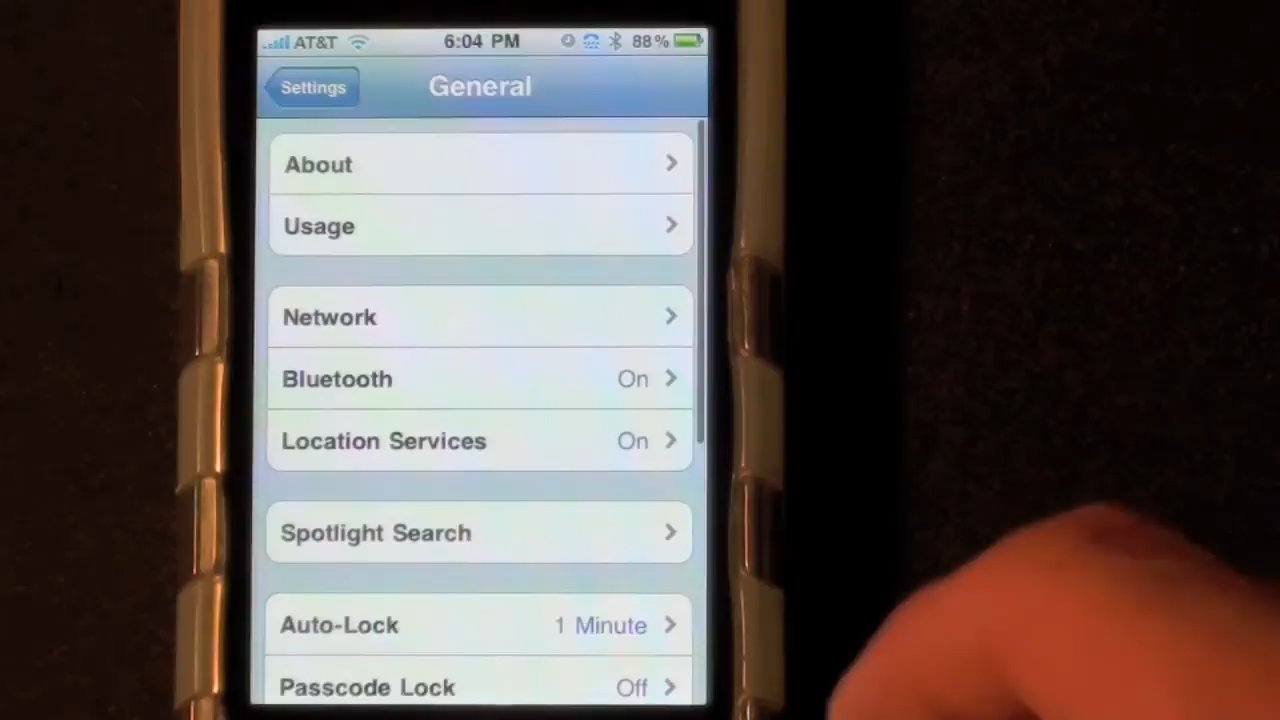 AT&T 6:04 PM 88%
Settings General
About
Usage
Network
Bluetooth On
Location Services On
Spotlight Search
Auto-Lock 1 Minute
Passcode Lock Off